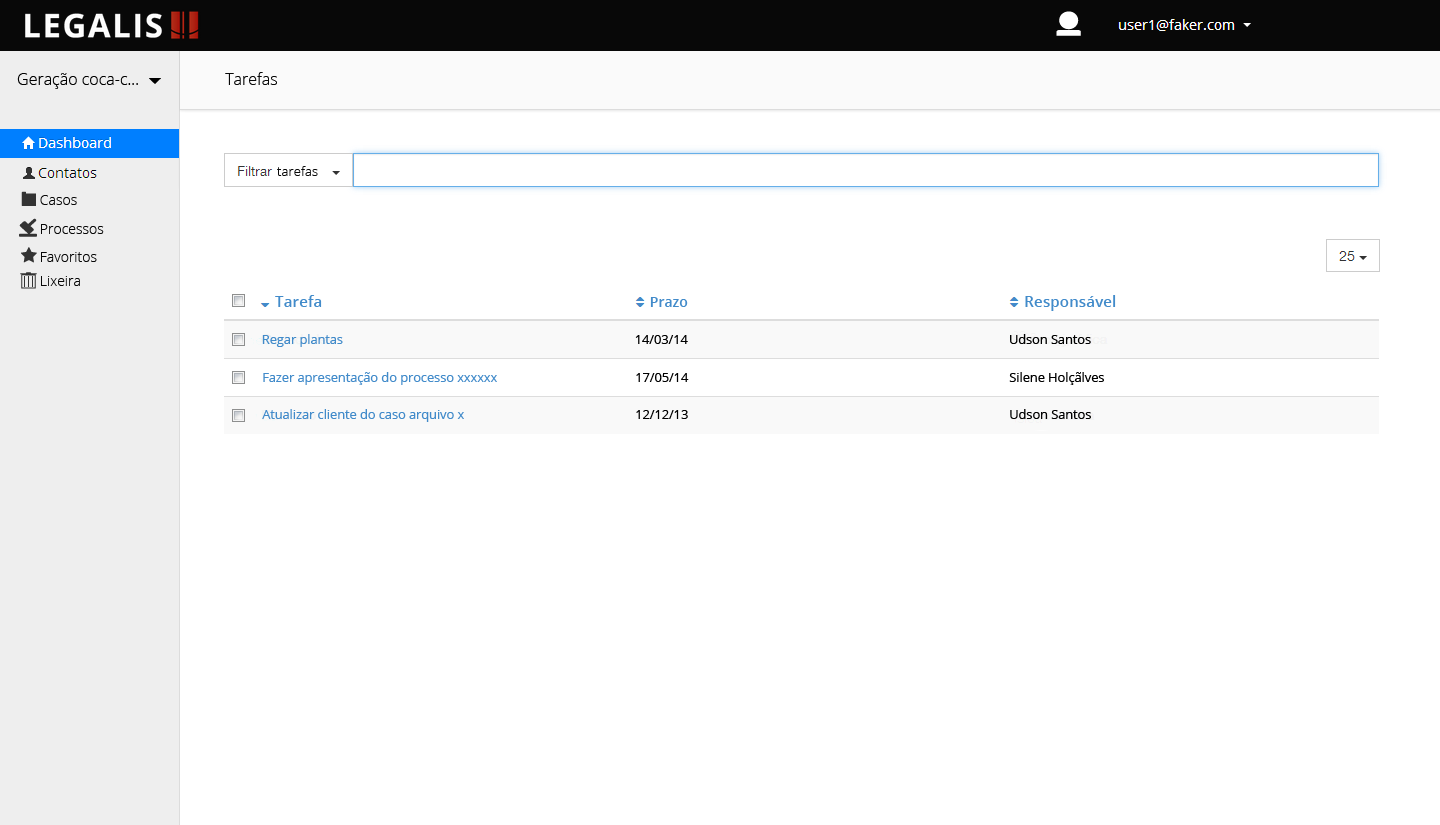 LEGALIS
user1@faker.com
Geração coca-c...
Tarefas
Dashboard
Contatos
Casos
Processos
Favoritos
Lixeira
Filtrar tarefas
25
Tarefa Prazo Responsável
Regar plantas 14/03/14 Udson Santos
Fazer apresentação do processo xxxxxx 17/05/14 Silene Holçãlves
Atualizar cliente do caso arquivo x 12/12/13 Udson Santos